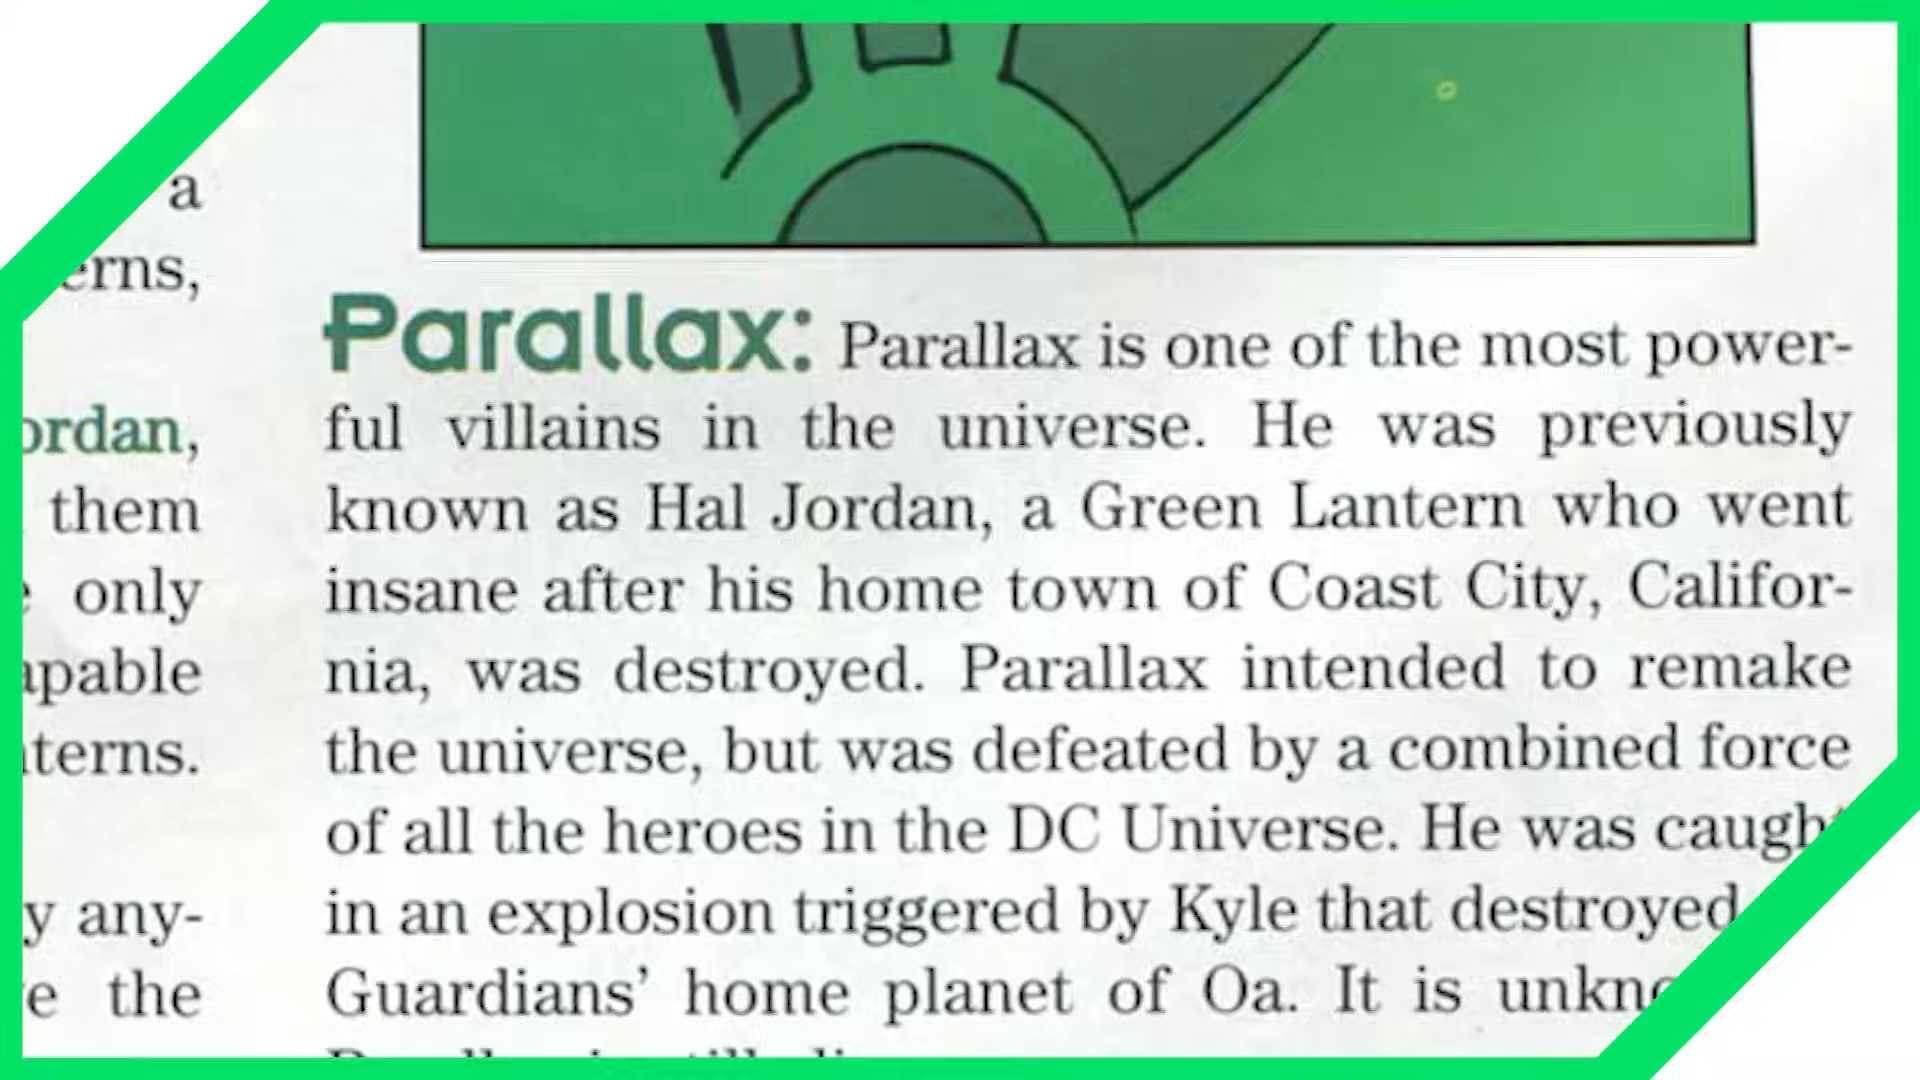 a
erns,
ordan,
them
only
apable
terns.
y any-
e the
Parallax: Parallax is one of the most power-
ful villains in the universe. He was previously
known as Hal Jordan, a Green Lantern who went
insane after his home town of Coast City, Califor-
nia, was destroyed. Parallax intended to remake
the universe, but was defeated by a combined force
of all the heroes in the DC Universe. He was caught
in an explosion triggered by Kyle that destroyed
Guardians’ home planet of Oa. It is unkno